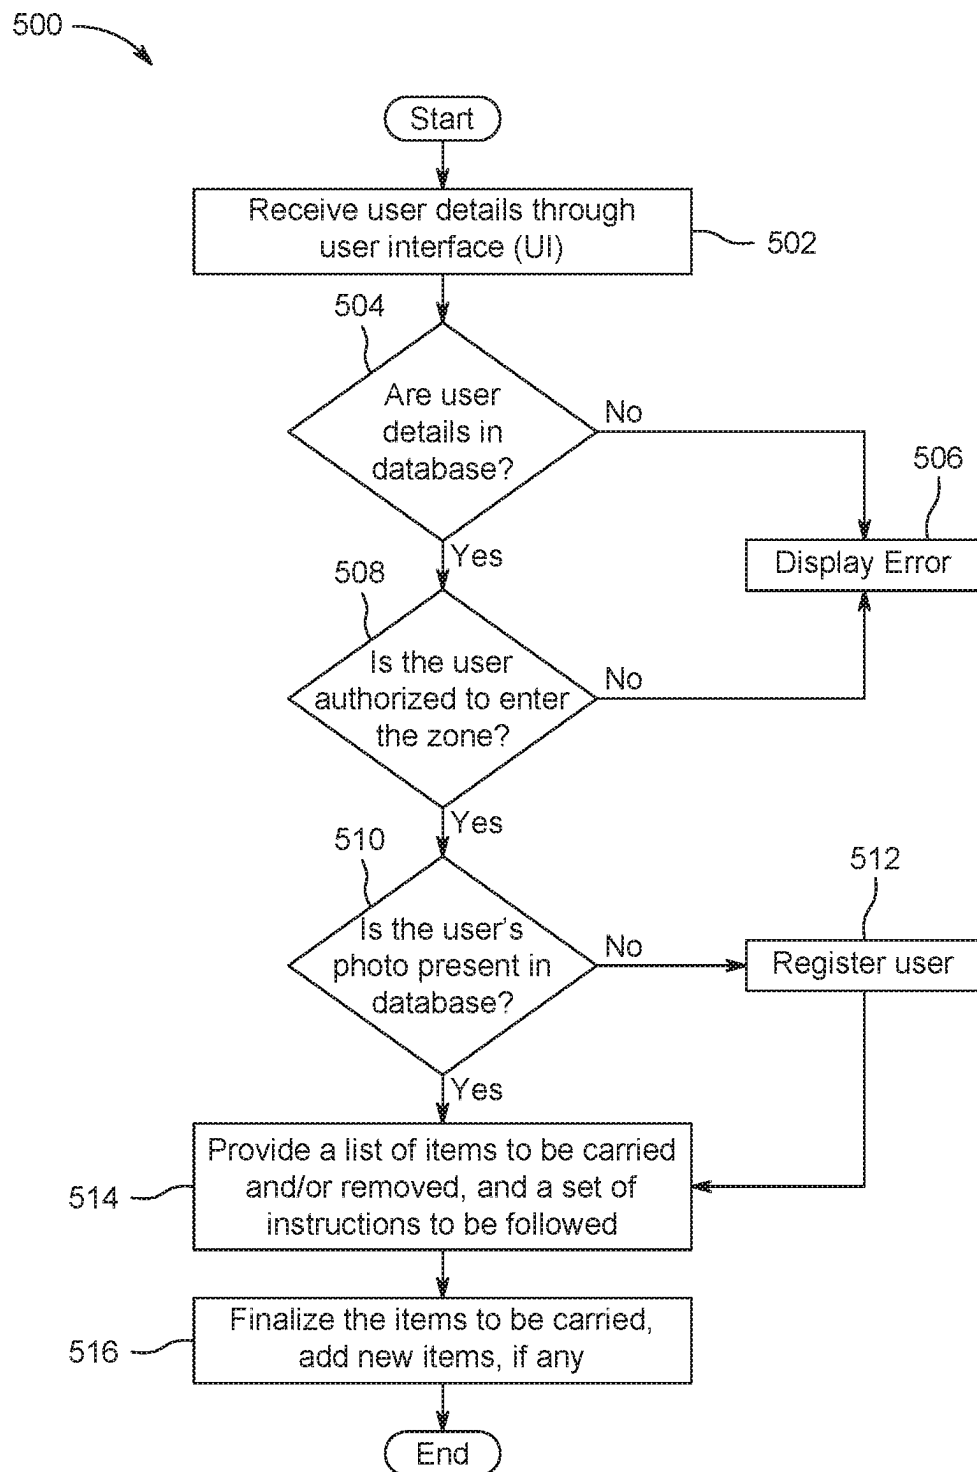 500
Start
Receive user details through
user interface (UI)
502
504
Are user
details in
database?
No
506
Display Error
Yes
508
Is the user
authorized to enter
the zone?
No
Yes
510
Is the user's
photo present in
database?
No
512
Register user
Yes
Provide a list of items to be carried
and/or removed, and a set of
instructions to be followed
514
Finalize the items to be carried,
add new items, if any
516
End